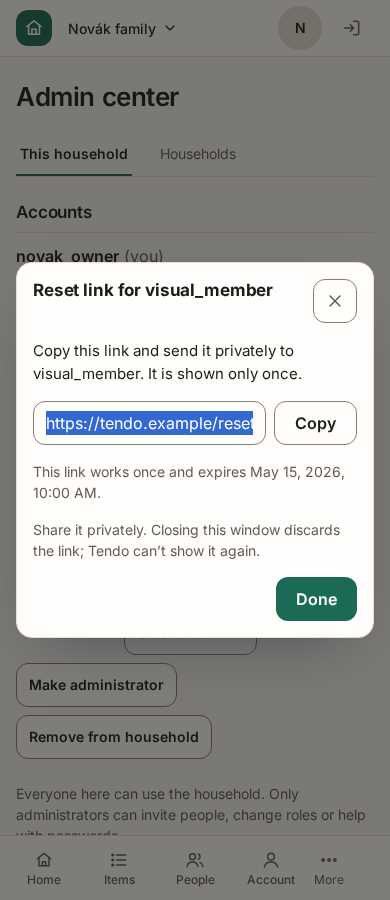 Novák family
N
Admin center
This household
Households
Accounts
novak_owner (you)
Reset link for visual_member
Copy this link and send it privately to
visual_member. It is shown only once.
https://tendo.example/reset
Copy
This link works once and expires May 15, 2026,
10:00 AM.
Share it privately. Closing this window discards
the link; Tendo can’t show it again.
Done
Make administrator
Remove from household
Everyone here can use the household. Only
administrators can invite people, change roles or help
with passwords.
Home
Items
People
Account
More